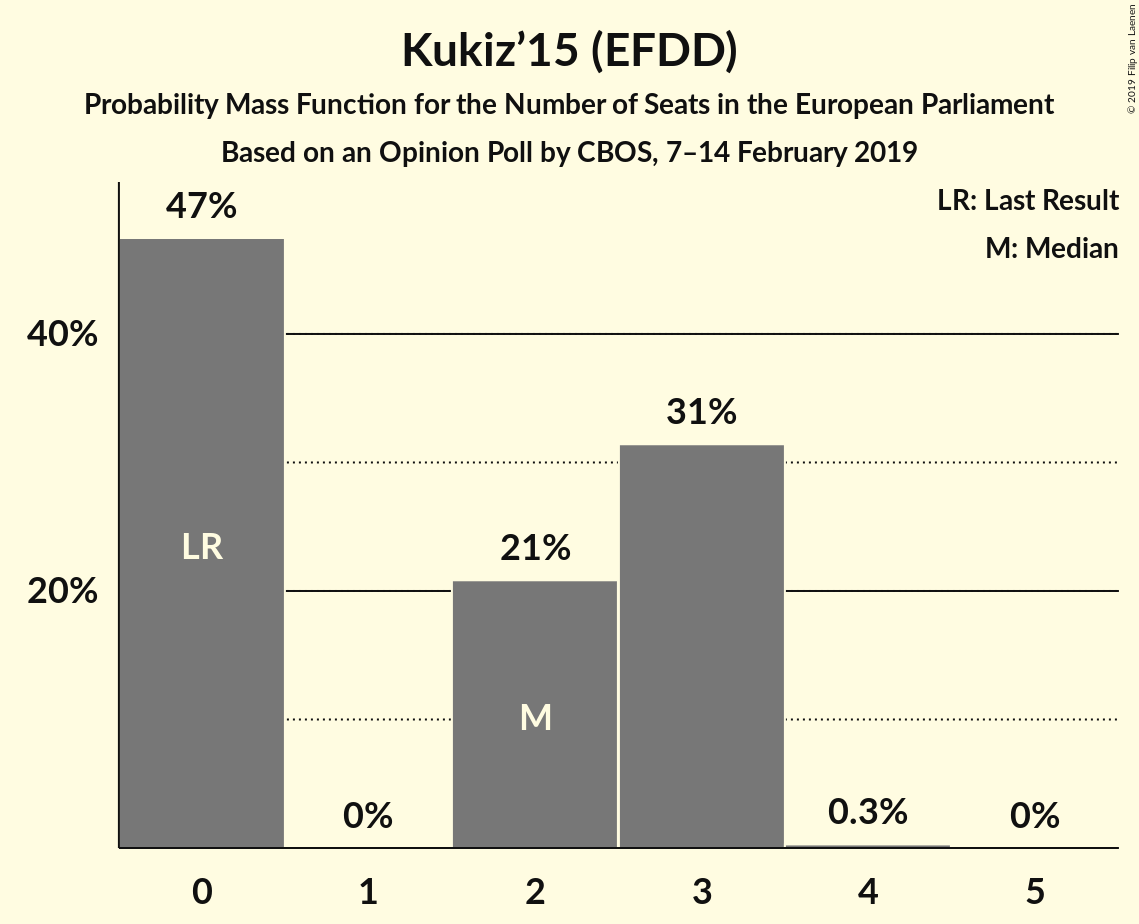 Kukiz’15 (EFDD)
Probability Mass Function for the Number of Seats in the European Parliament
Based on an Opinion Poll by CBOS, 7–14 February 2019
© 2019 Filip van Laenen
LR: Last Result
M: Median
47%
40%
31%
21%
20%
LR
M
0%
0.3%
0%
0 1 2 3 4 5